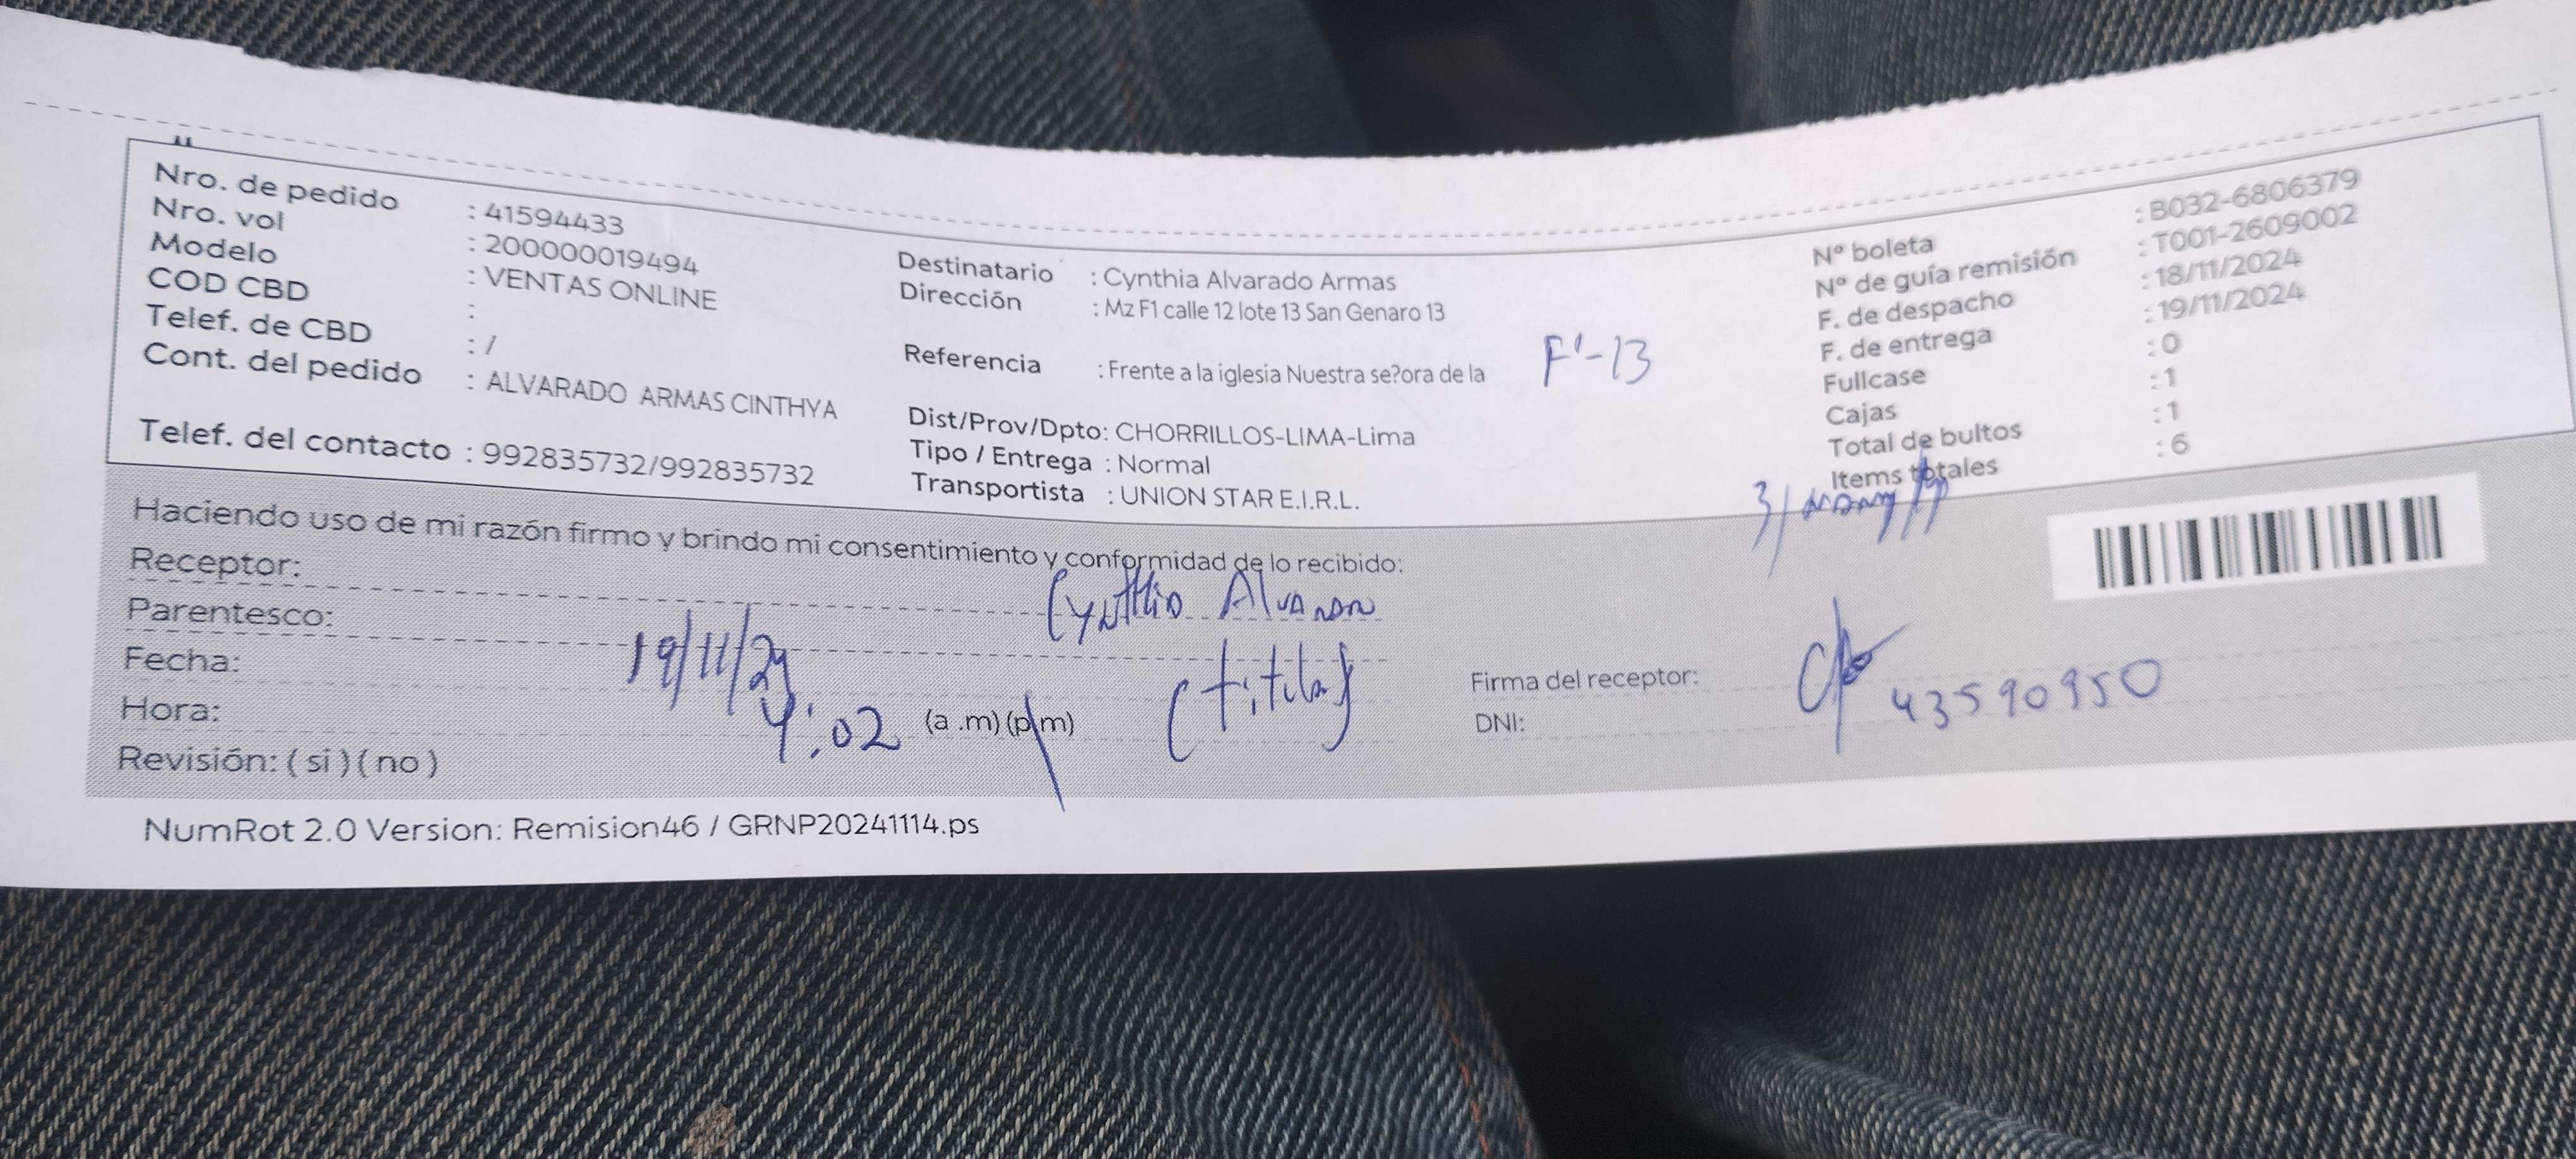 Nro. de pedido : 41594433
Nro. vol : 200000019494
Modelo : VENTAS ONLINE
COD CBD :
Telef. de CBD : /
Cont. del pedido : ALVARADO ARMAS CINTHYA
Telef. del contacto : 992835732/992835732
Destinatario : Cynthia Alvarado Armas
Dirección : Mz F1 calle 12 lote 13 San Genaro 13
Referencia : Frente a la iglesia Nuestra se?ora de la
F'-13
Dist/Prov/Dpto: CHORRILLOS-LIMA-Lima
Tipo / Entrega : Normal
Transportista : UNION STAR E.I.R.L.
N° boleta : B032-6806379
N° de guía remisión : T001-2609002
F. de despacho : 18/11/2024
F. de entrega : 19/11/2024
Fullcase : 0
Cajas : 1
Total de bultos : 1
Items totales : 6
Haciendo uso de mi razón firmo y brindo mi consentimiento y conformidad de lo recibido:
Receptor: Cynthia
Parentesco: (titular)
Fecha: 19/11/24
Hora: 4:02 (a .m) (p.m)
Revisión: ( si ) ( no )
Firma del receptor:
DNI: 43590950
NumRot 2.0 Version: Remision46 / GRNP20241114.ps